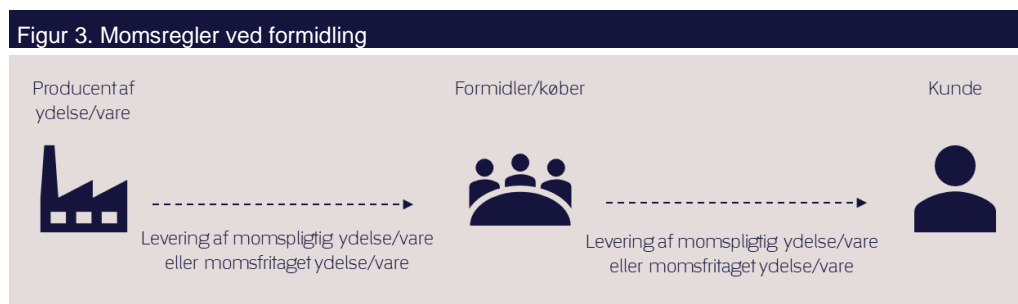 Figur 3. Momsregler ved formidling
Producent af
ydelse/vare
Formidler/køber
Kunde
Levering af momspligtig ydelse/vare
eller momsfritaget ydelse/vare
Levering af momspligtig ydelse/vare
eller momsfritaget ydelse/vare